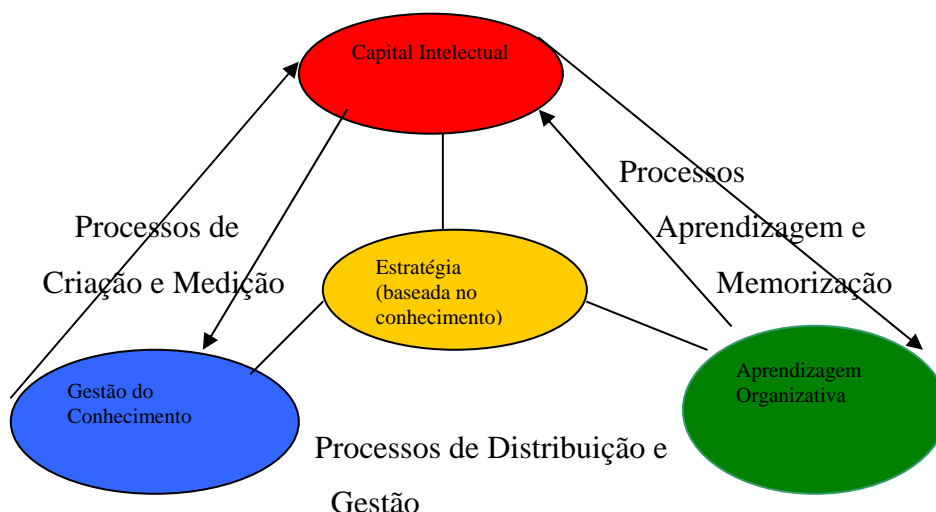 Capital Intelectual
Processos
Processos de
Aprendizagem e
Criação e Medição
Memorização
Estratégia
(baseada no
conhecimento)
Gestão do
Conhecimento
Aprendizagem
Organizativa
Processos de Distribuição e
Gestão